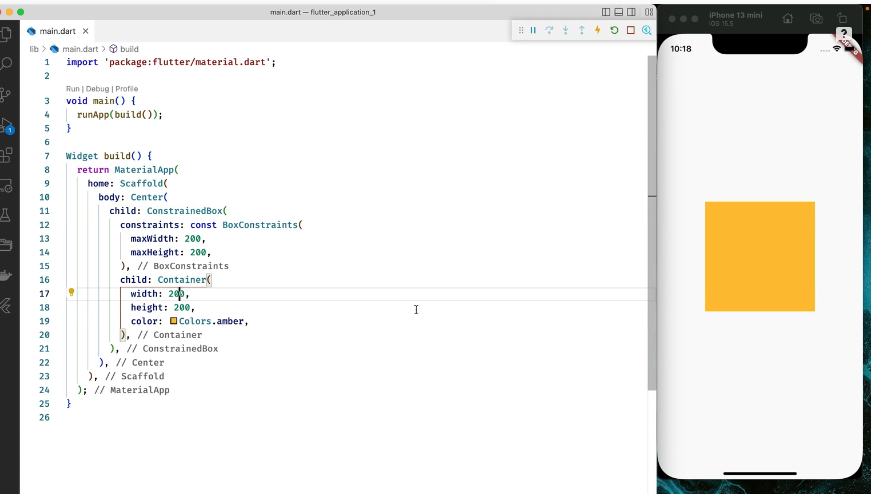 main.dart — flutter_application_1
main.dart
lib > main.dart > build
1 import 'package:flutter/material.dart';
2
Run | Debug | Profile
3 void main() {
4 runApp(build());
5 }
6
7 Widget build() {
8 return MaterialApp(
9 home: Scaffold(
10 body: Center(
11 child: ConstrainedBox(
12 constraints: const BoxConstraints(
13 maxWidth: 200,
14 maxHeight: 200,
15 ), // BoxConstraints
16 child: Container(
17 width: 200,
18 height: 200,
19 color: Colors.amber,
20 ), // Container
21 ), // ConstrainedBox
22 ), // Center
23 ), // Scaffold
24 ); // MaterialApp
25 }
26
1
iPhone 13 mini
iOS 15.5
10:18
?